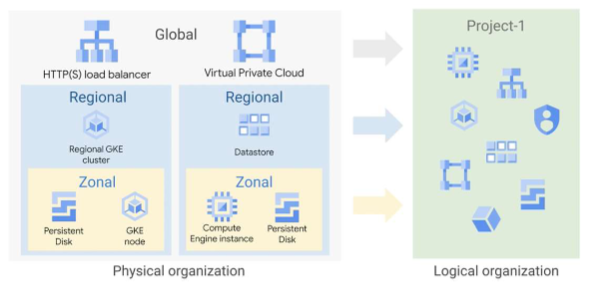 Global
Project-1
HTTP(S) load balancer
Virtual Private Cloud
Regional
Regional
Regional GKE
cluster
Datastore
Zonal
Zonal
Persistent
Disk
GKE
node
Compute
Engine instance
Persistent
Disk
Physical organization
Logical organization